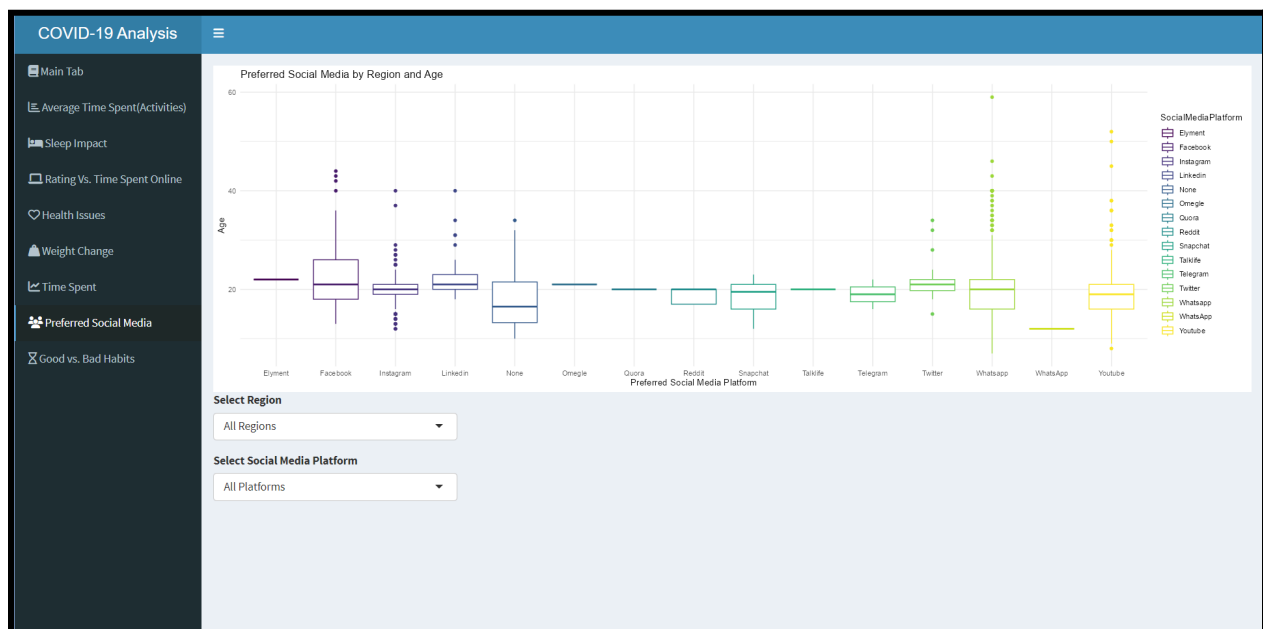 COVID-19 Analysis
Main Tab
Average Time Spent(Activities)
Sleep Impact
Rating Vs. Time Spent Online
Health Issues
Weight Change
Time Spent
Preferred Social Media
Good vs. Bad Habits
Preferred Social Media by Region and Age
60
40
20
Age
Elyment Facebook Instagram Linkedin None Omegle Quora Reddit Snapchat Talklife Telegram Twitter Whatsapp WhatsApp Youtube
Preferred Social Media Platform
SocialMediaPlatform
Elyment
Facebook
Instagram
Linkedin
None
Omegle
Quora
Reddit
Snapchat
Talklife
Telegram
Twitter
Whatsapp
WhatsApp
Youtube
Select Region
All Regions
Select Social Media Platform
All Platforms